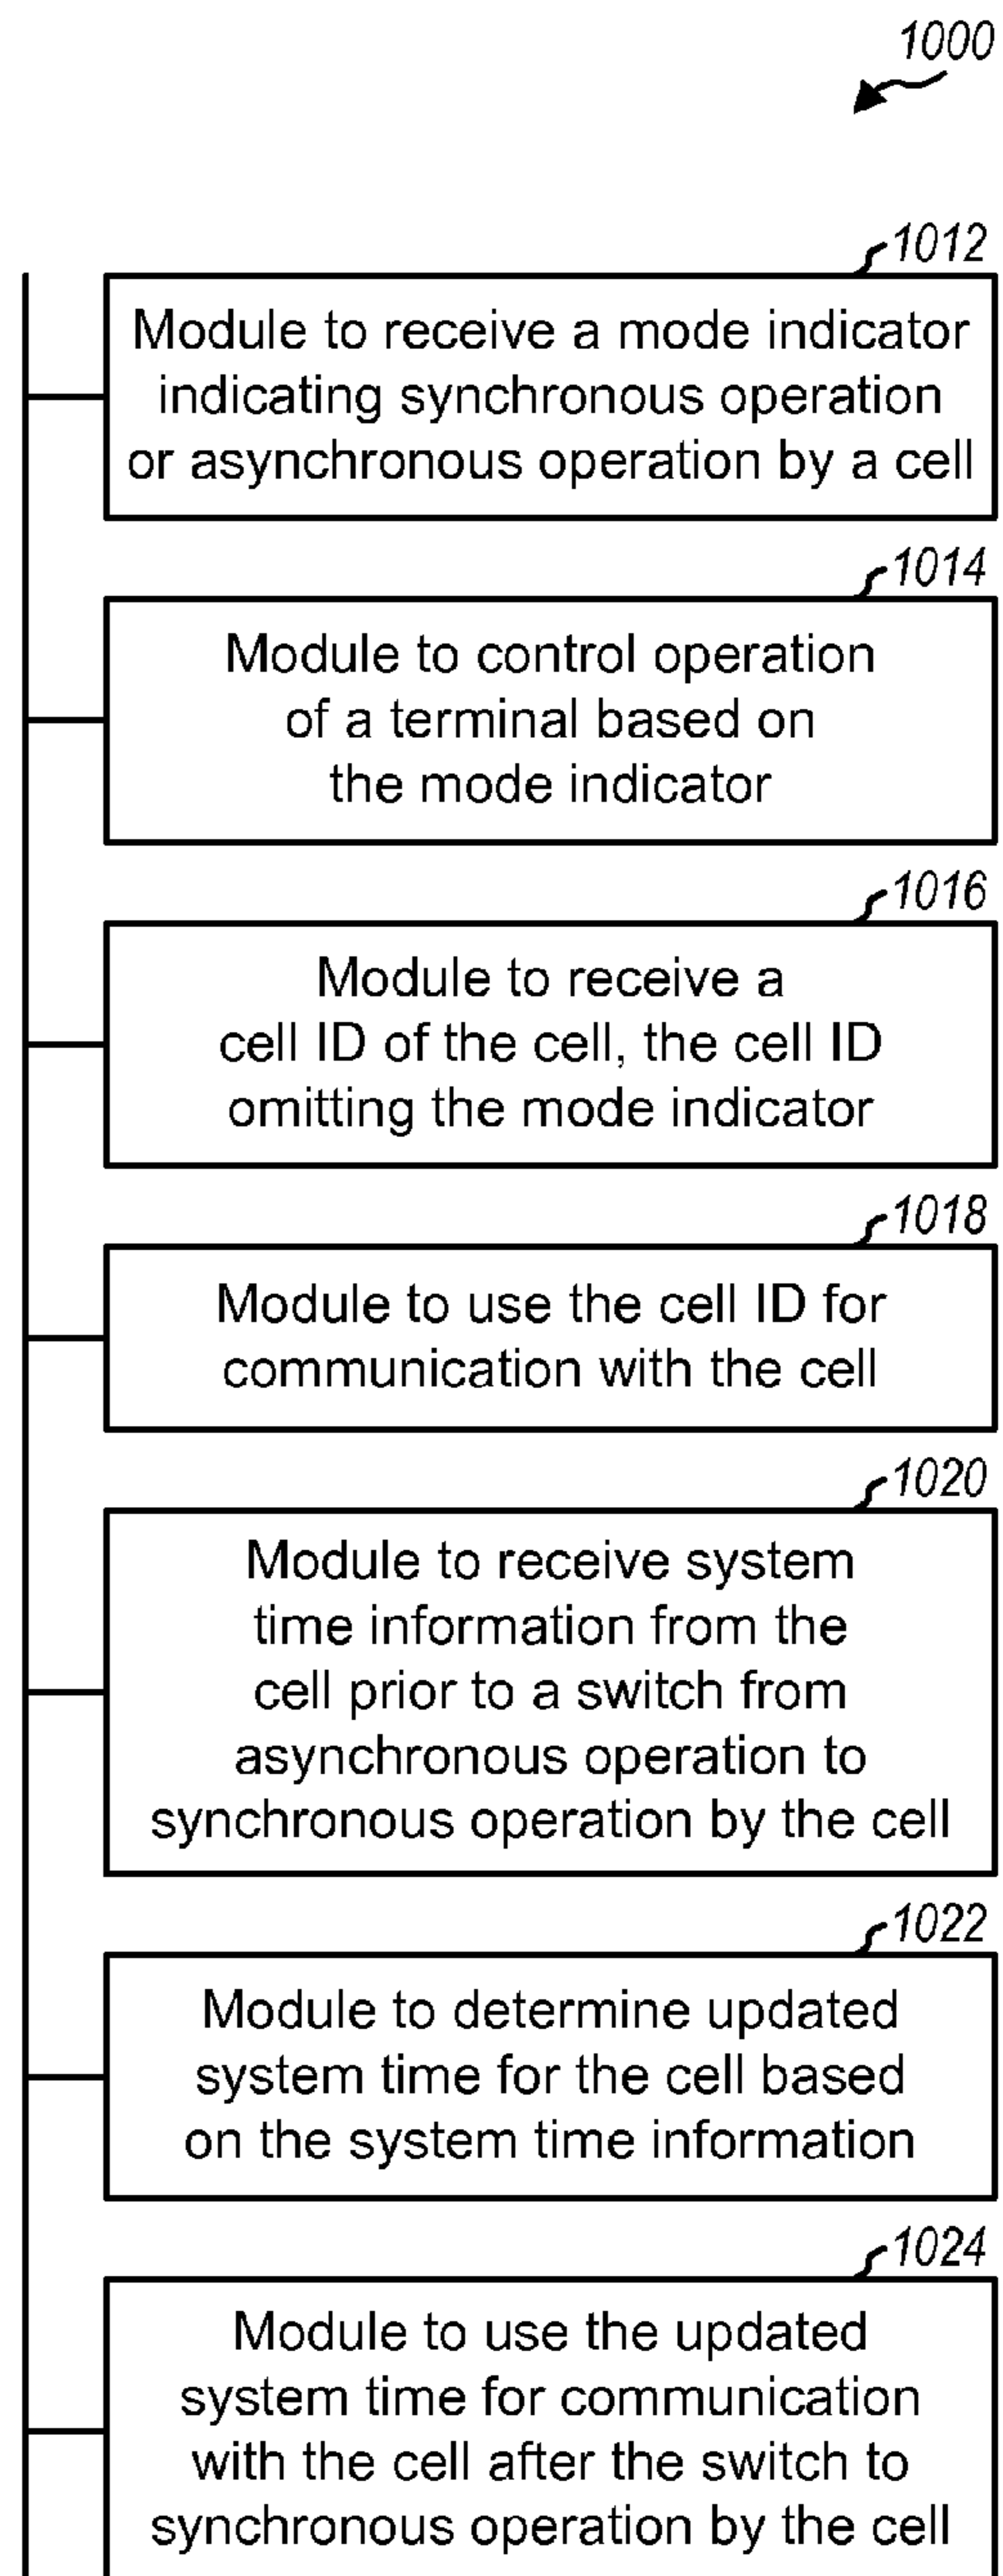 1000
1012
Module to receive a mode indicator
indicating synchronous operation
or asynchronous operation by a cell
1014
Module to control operation
of a terminal based on
the mode indicator
1016
Module to receive a
cell ID of the cell, the cell ID
omitting the mode indicator
1018
Module to use the cell ID for
communication with the cell
1020
Module to receive system
time information from the
cell prior to a switch from
asynchronous operation to
synchronous operation by the cell
1022
Module to determine updated
system time for the cell based
on the system time information
1024
Module to use the updated
system time for communication
with the cell after the switch to
synchronous operation by the cell